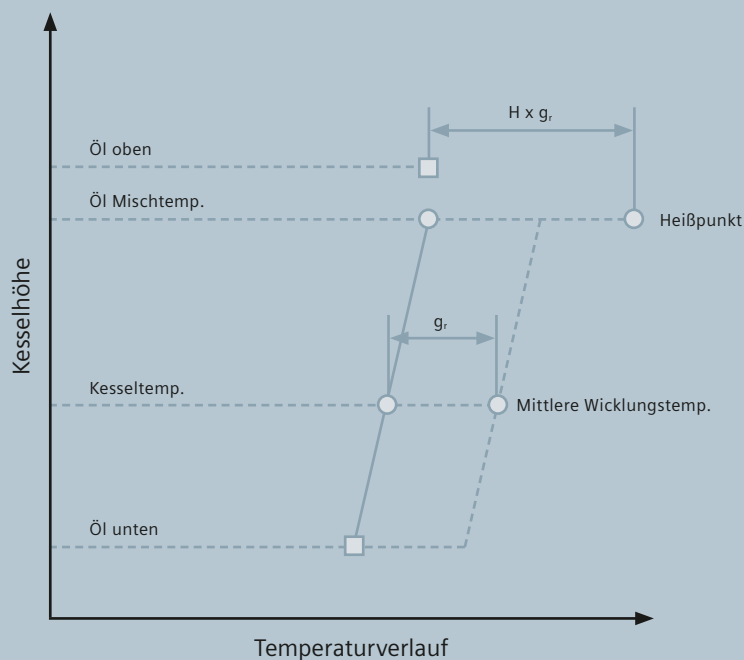 H x gᵣ
Öl oben
Öl Mischtemp.
Heißpunkt
Kesselhöhe
gᵣ
Kesseltemp.
Mittlere Wicklungstemp.
Öl unten
Temperaturverlauf